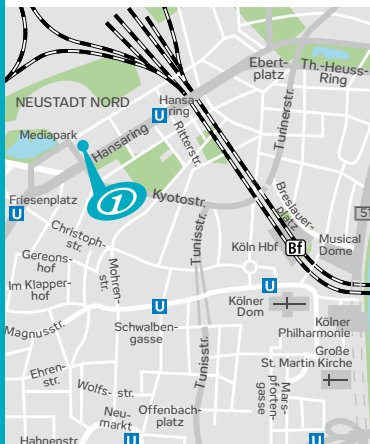 Ebert-
platz
Th.-Heuss-
Ring
NEUSTADT NORD
Hansa-
ring
U
Mediapark
Hansaring
Ritterstr.
Turinerstr.
1
Friesenplatz
U
Kyotostr.
Breslauer-
platz
Christoph-
str.
Tunisstr.
Gereons-
hof
Mohren-
str.
Köln Hbf
Bf
Musical
Dome
Im Klapper-
hof
U
Kölner
Dom
U
Magnusstr.
Schwalben-
gasse
Kölner
Philharmonie
Große
St. Martin Kirche
Ehren-
str.
Wolfs- str.
Tunisstr.
Mars-
pforten-
gasse
Neu-
markt
Offenbach-
platz
Hahnenstr.
U
U